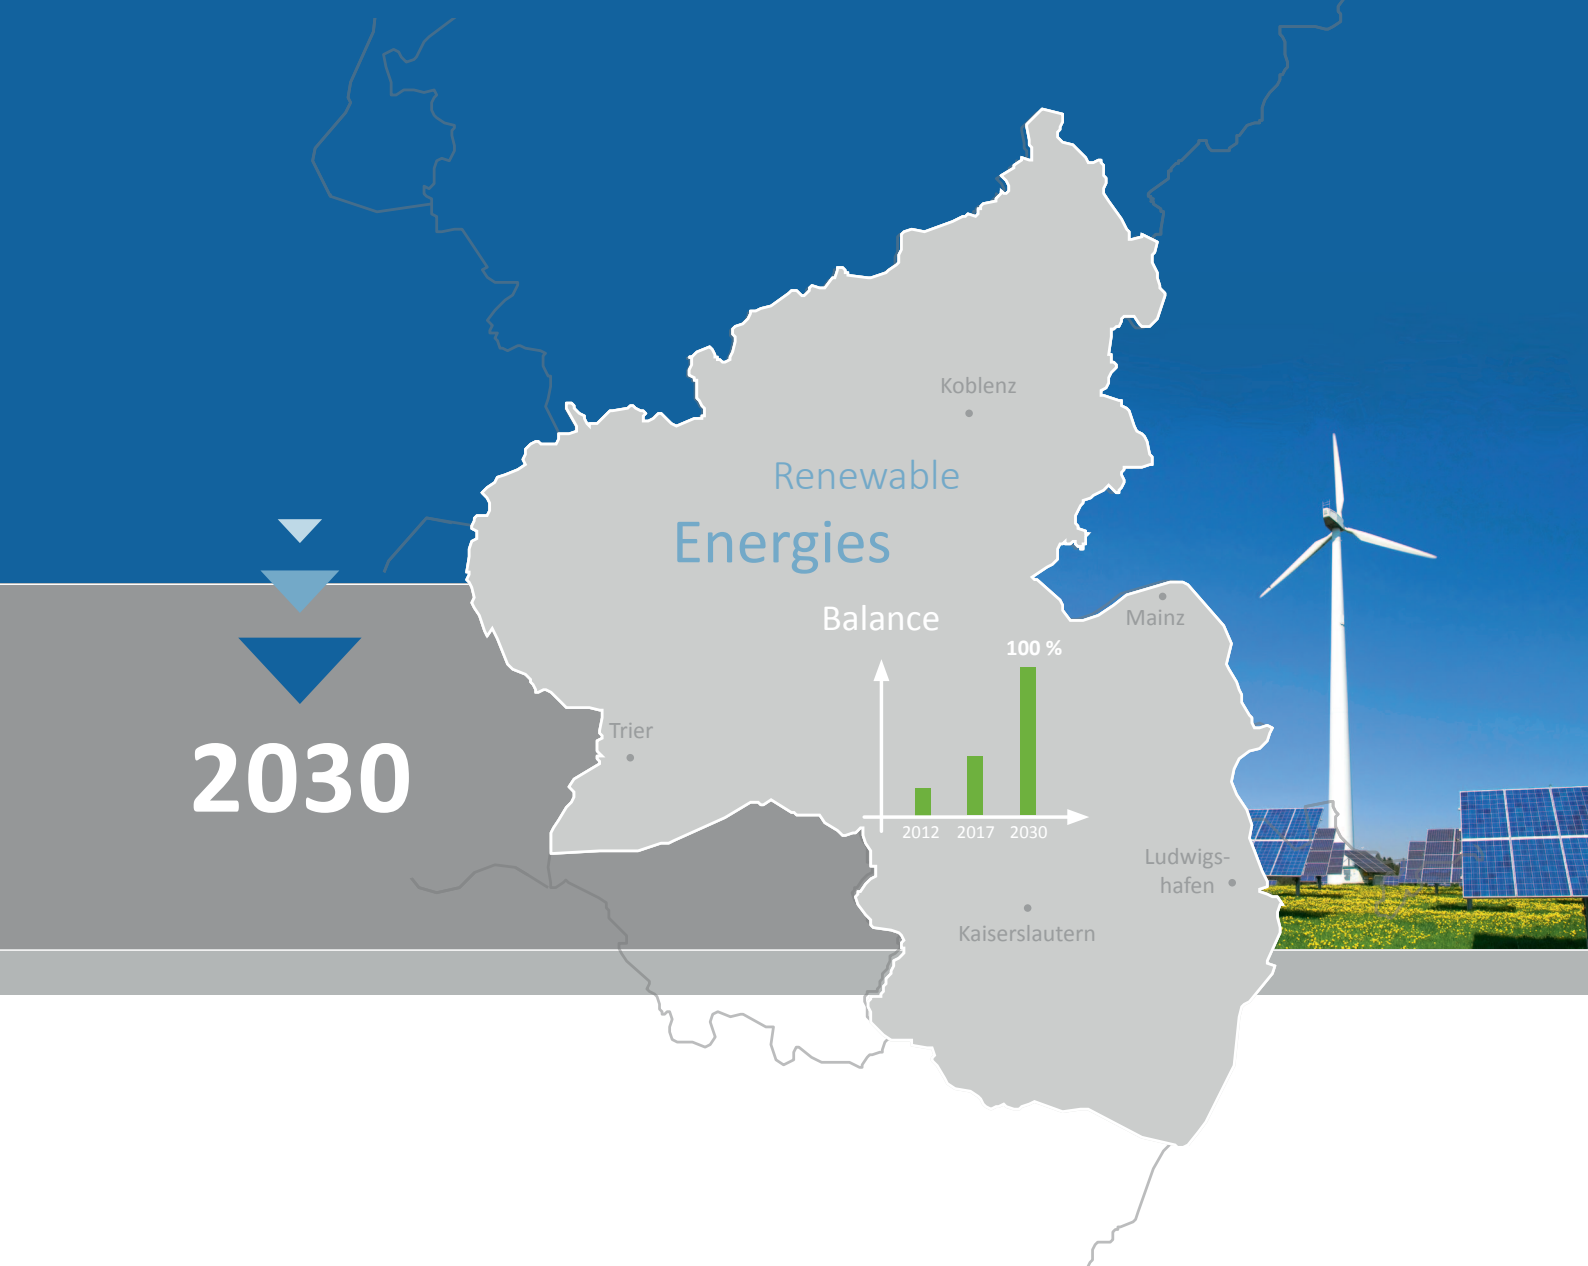 Koblenz
Renewable
Energies
Balance
Mainz
100 %
Trier
2030
2012 2017 2030
Ludwigs-
hafen
Kaiserslautern